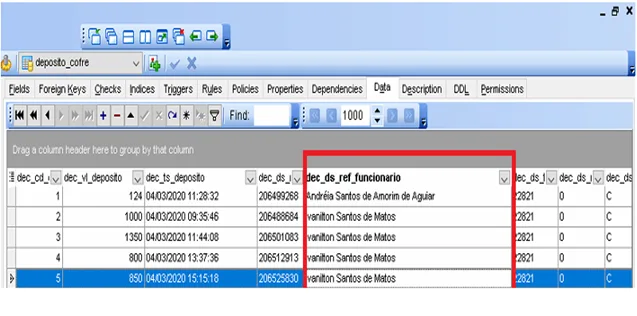 deposito_cofre
Fields Foreign Keys Checks Indices Triggers Rules Policies Properties Dependencies Data Description DDL Permissions
Find: 1000
Drag a column header here to group by that column
dec_cd_ dec_vl_deposito dec_ts_deposito dec_ds_ dec_ds_ref_funcionario dec_ds_ dec_ds_ dec_ds
1 124 04/03/2020 11:28:32 206499268 Andréia Santos de Amorim de Aguiar 22821 0 C
2 1000 04/03/2020 09:35:46 206488684 vanilton Santos de Matos 22821 0 C
3 1350 04/03/2020 11:44:08 206501083 vanilton Santos de Matos 22821 0 C
4 800 04/03/2020 13:37:36 206512913 vanilton Santos de Matos 22821 0 C
5 850 04/03/2020 15:15:18 206525830 vanilton Santos de Matos 22821 0 C